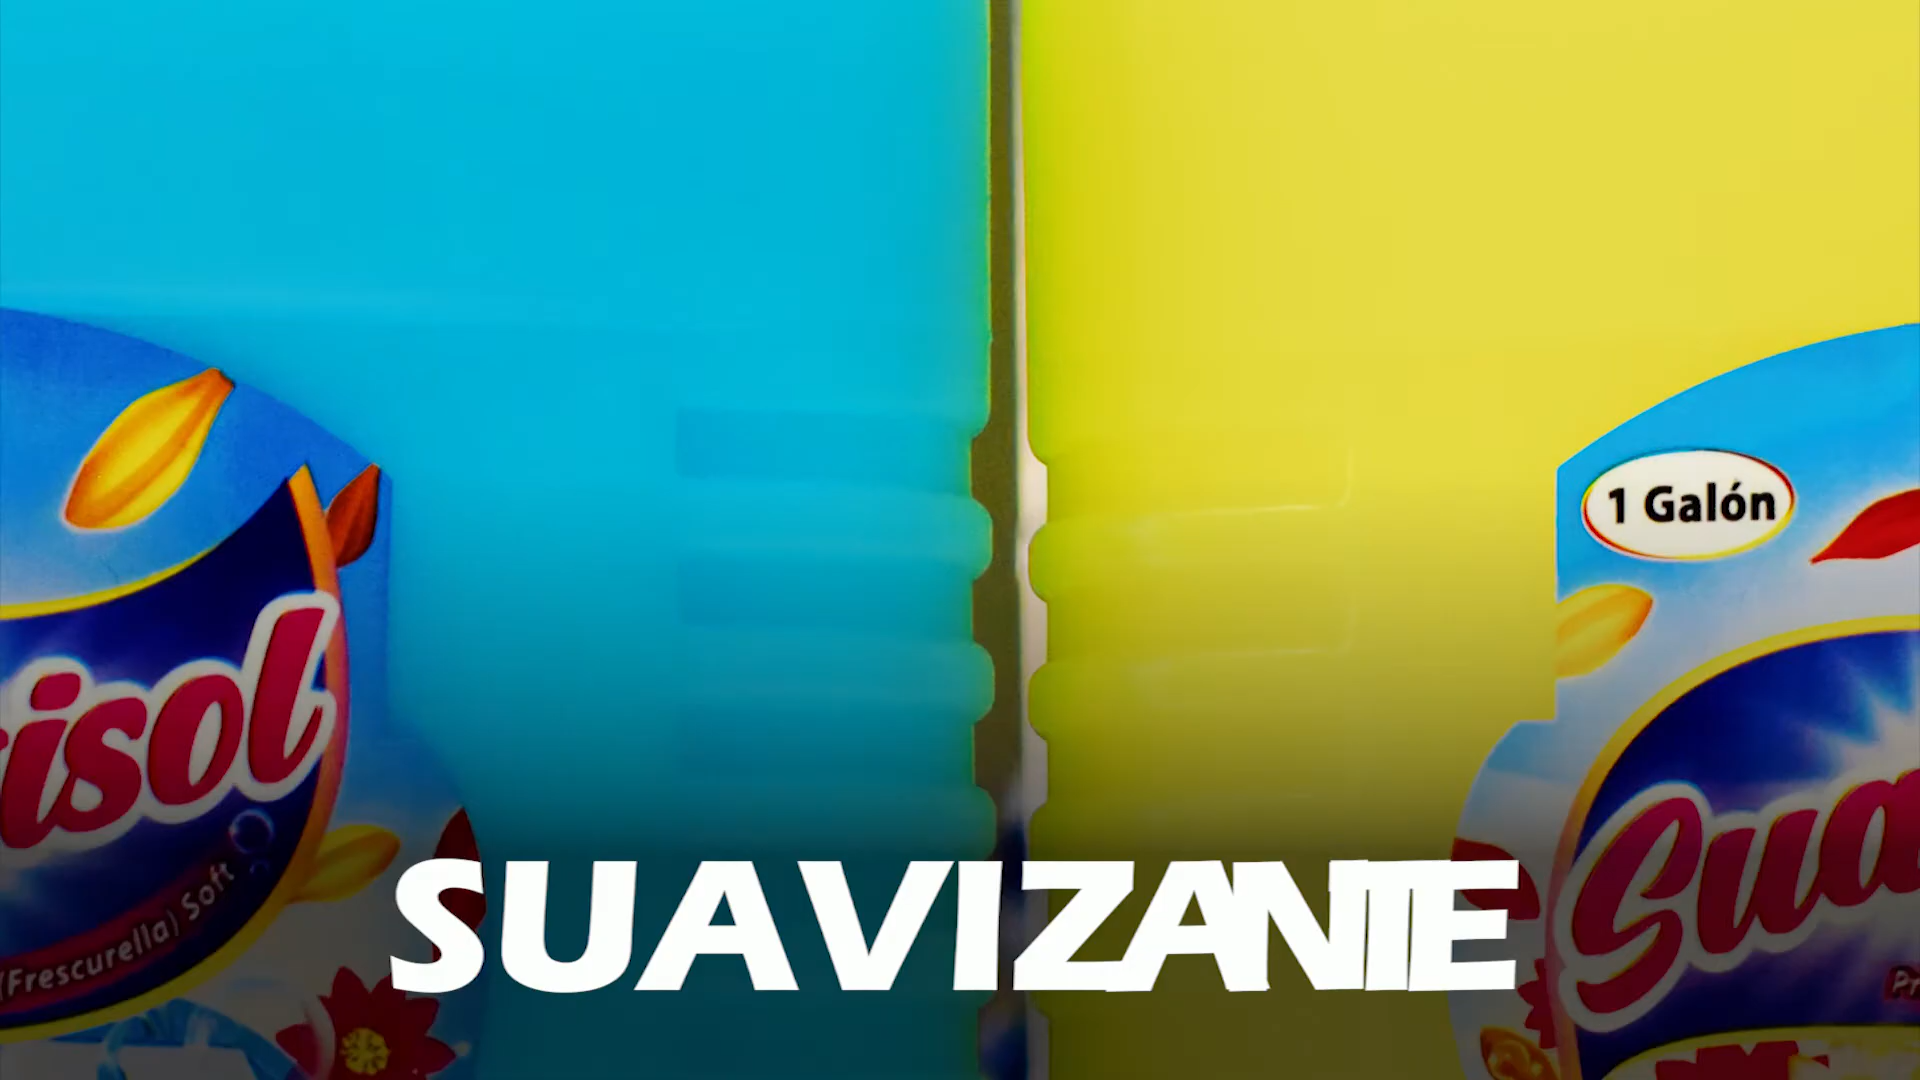 1 Galón
isol
Sua
(Frescurella) Soft
SUAVIZANTE